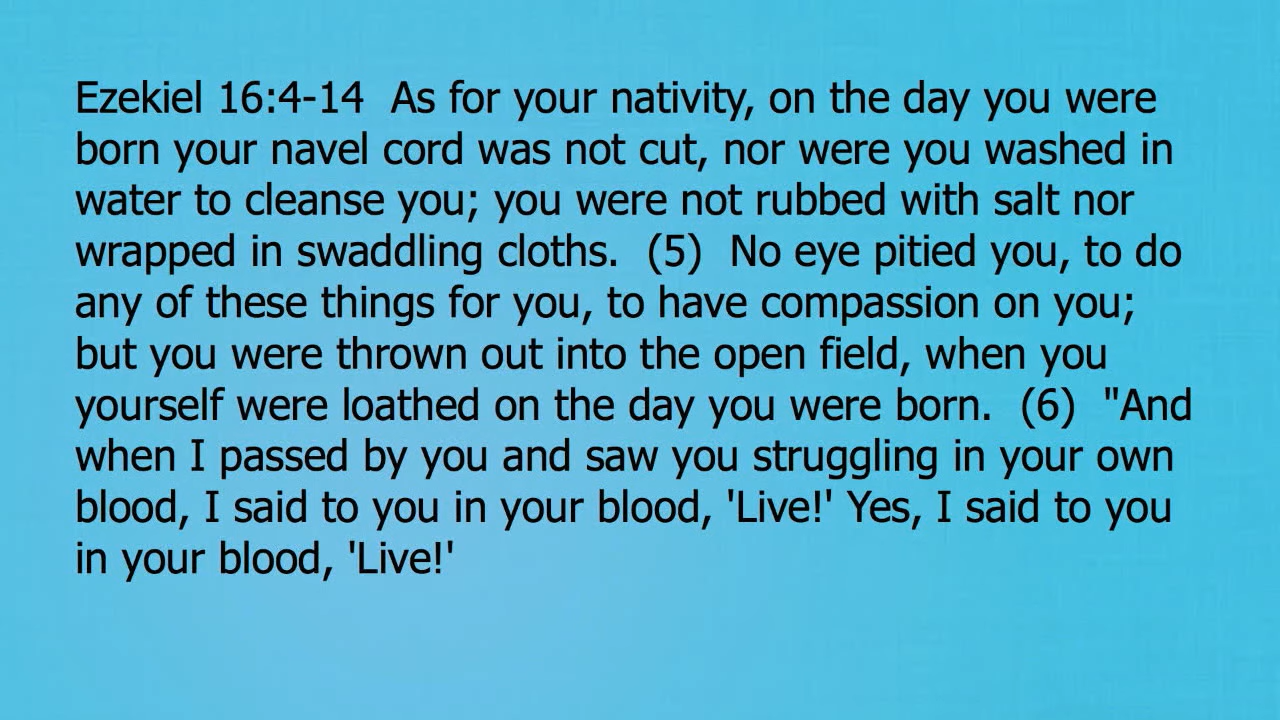 Ezekiel 16:4-14  As for your nativity, on the day you were
born your navel cord was not cut, nor were you washed in
water to cleanse you; you were not rubbed with salt nor
wrapped in swaddling cloths.  (5)  No eye pitied you, to do
any of these things for you, to have compassion on you;
but you were thrown out into the open field, when you
yourself were loathed on the day you were born.  (6)  "And
when I passed by you and saw you struggling in your own
blood, I said to you in your blood, 'Live!' Yes, I said to you
in your blood, 'Live!'